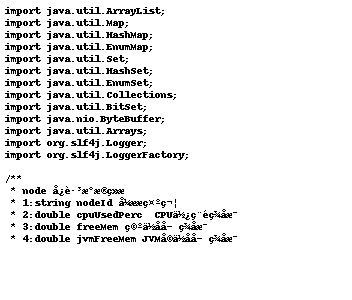 import java.util.ArrayList;
import java.util.Map;
import java.util.HashMap;
import java.util.EnumMap;
import java.util.Set;
import java.util.HashSet;
import java.util.EnumSet;
import java.util.Collections;
import java.util.BitSet;
import java.nio.ByteBuffer;
import java.util.Arrays;
import org.slf4j.Logger;
import org.slf4j.LoggerFactory;
/**
* node
* 1:string nodeId
* 2:double cpuUsedPerc CPU
* 3:double freeMem
* 4:double jvmFreeMem